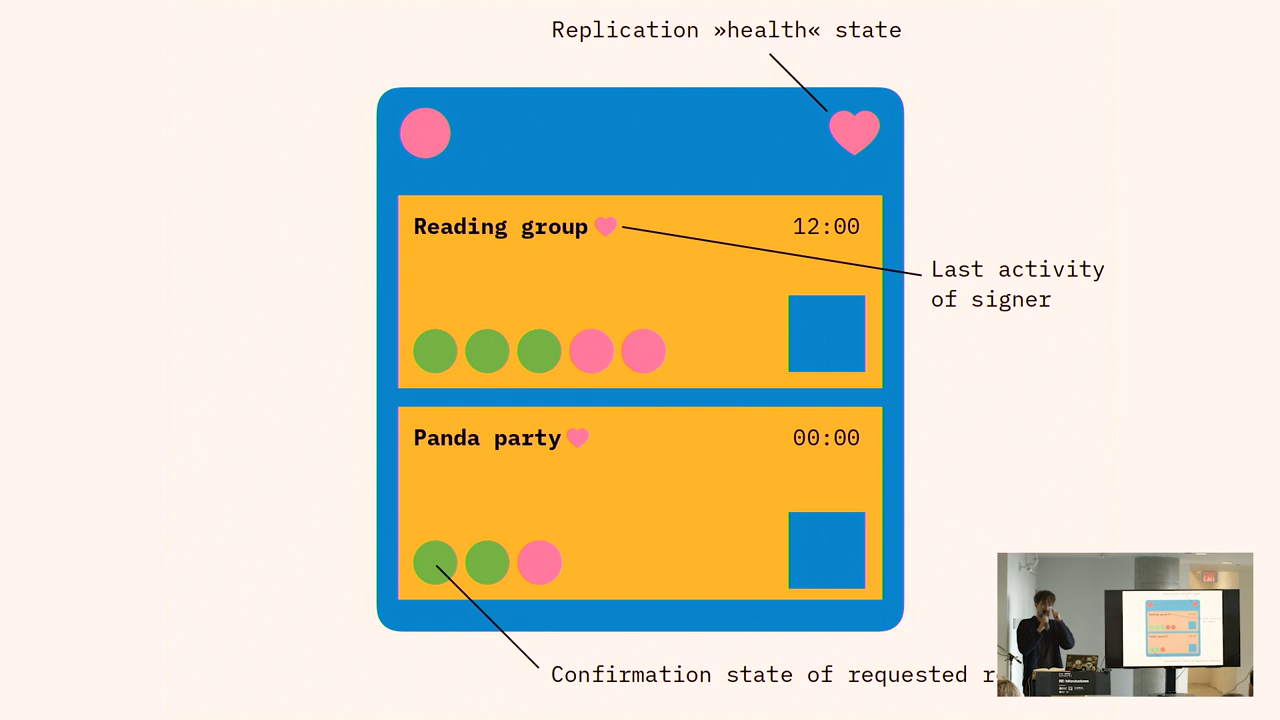 Replication »health« state
Reading group
12:00
Last activity
of signer
Panda party
00:00
Confirmation state of requested